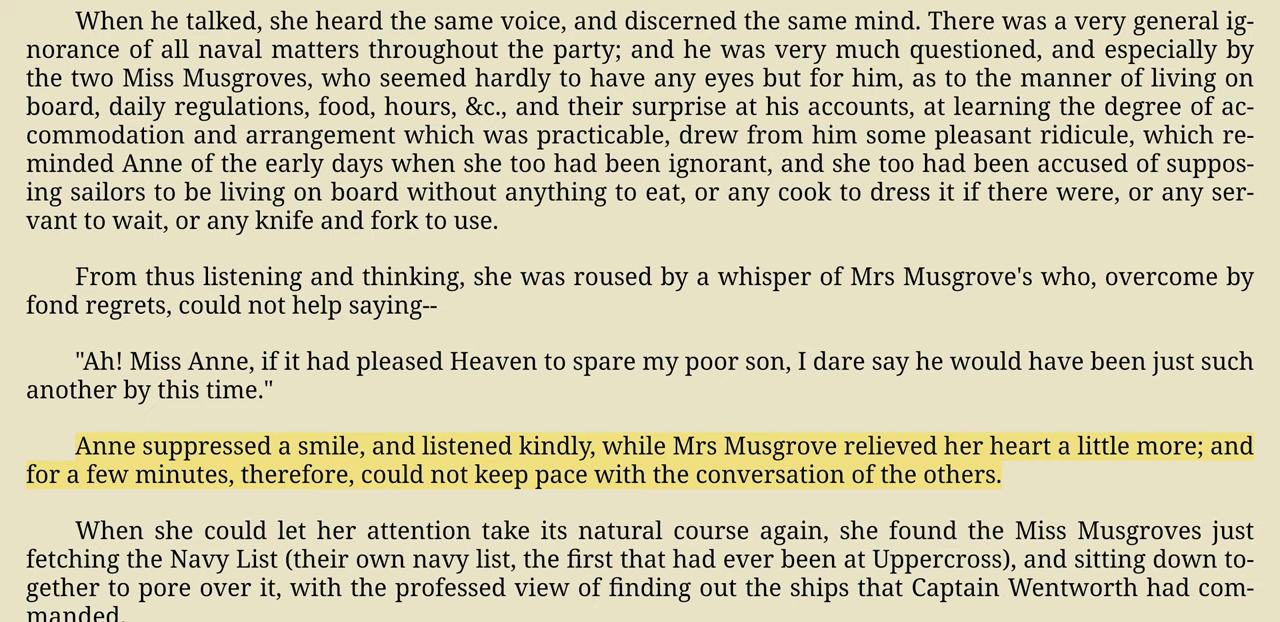 When he talked, she heard the same voice, and discerned the same mind. There was a very general ig-
norance of all naval matters throughout the party; and he was very much questioned, and especially by
the two Miss Musgroves, who seemed hardly to have any eyes but for him, as to the manner of living on
board, daily regulations, food, hours, &c., and their surprise at his accounts, at learning the degree of ac-
commodation and arrangement which was practicable, drew from him some pleasant ridicule, which re-
minded Anne of the early days when she too had been ignorant, and she too had been accused of suppos-
ing sailors to be living on board without anything to eat, or any cook to dress it if there were, or any ser-
vant to wait, or any knife and fork to use.
From thus listening and thinking, she was roused by a whisper of Mrs Musgrove's who, overcome by
fond regrets, could not help saying--
"Ah! Miss Anne, if it had pleased Heaven to spare my poor son, I dare say he would have been just such
another by this time."
Anne suppressed a smile, and listened kindly, while Mrs Musgrove relieved her heart a little more; and
for a few minutes, therefore, could not keep pace with the conversation of the others.
When she could let her attention take its natural course again, she found the Miss Musgroves just
fetching the Navy List (their own navy list, the first that had ever been at Uppercross), and sitting down to-
gether to pore over it, with the professed view of finding out the ships that Captain Wentworth had com-
manded.